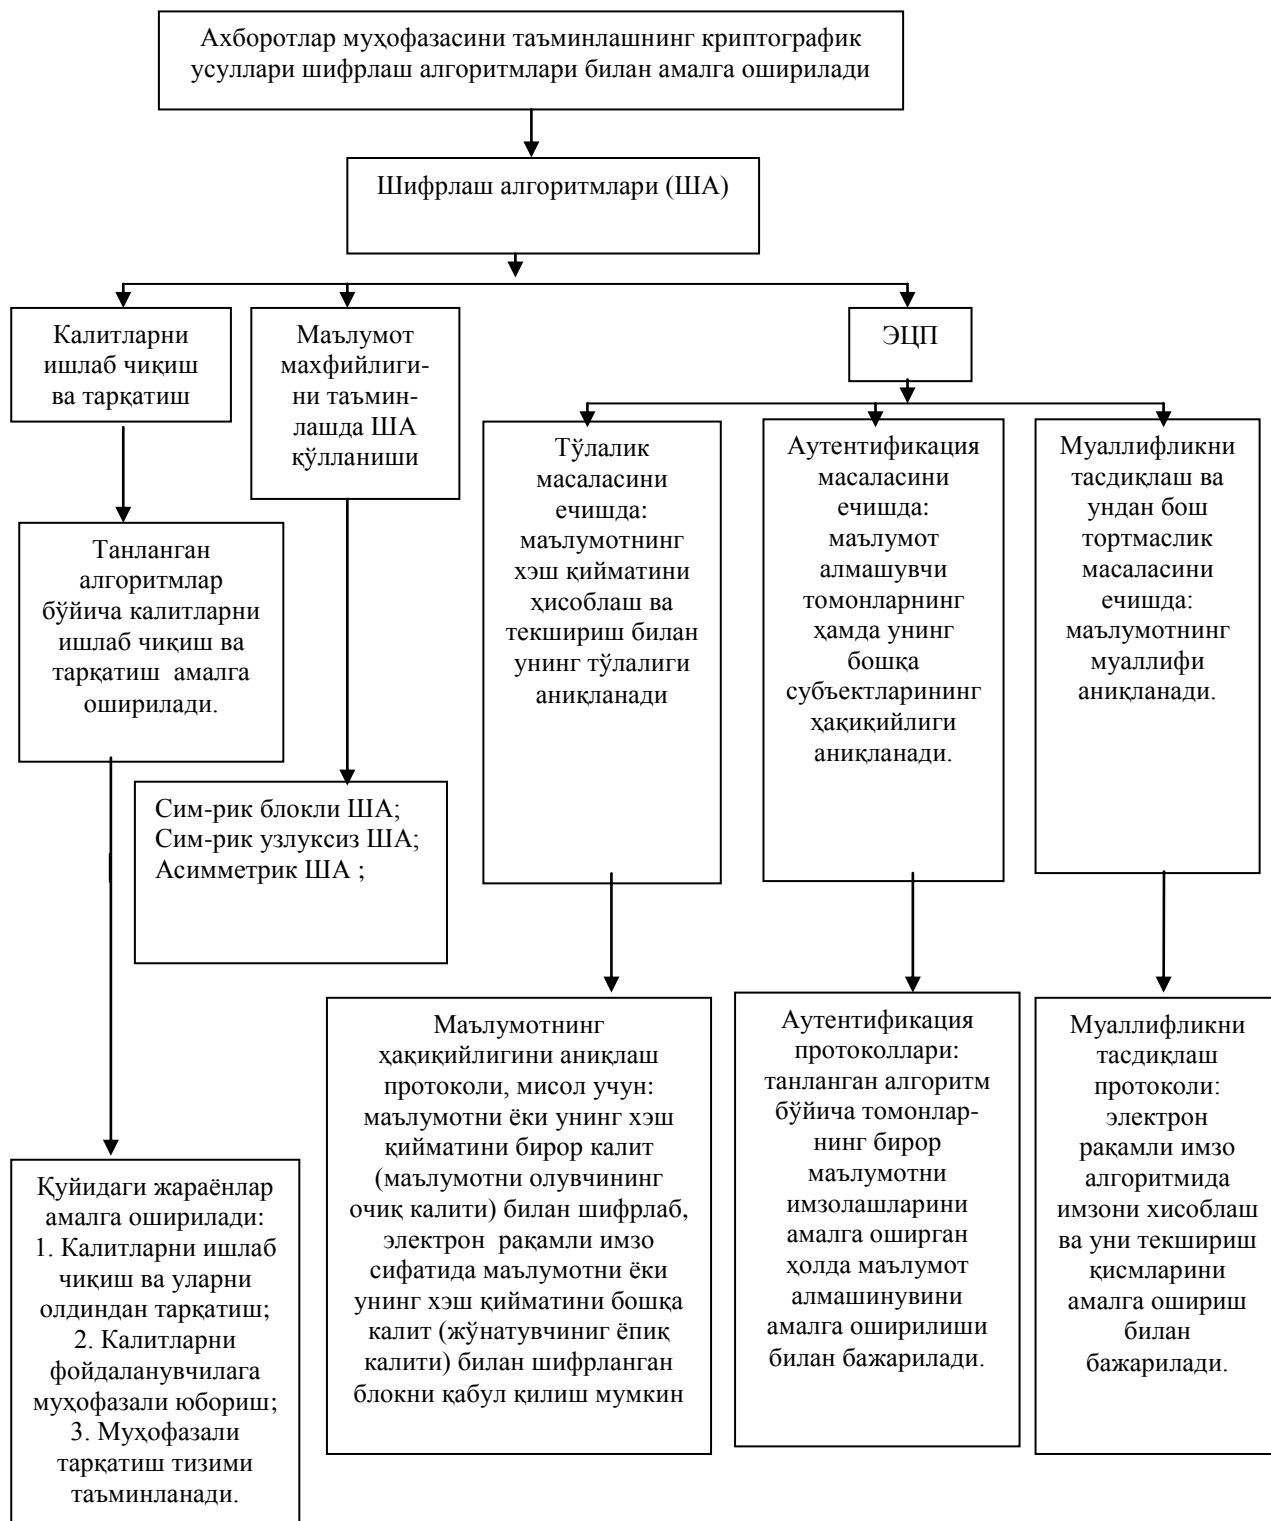 Ахборотлар муҳофазасини таъминлашнинг криптографик
усуллари шифрлаш алгоритмлари билан амалга оширилади
Шифрлаш алгоритмлари (ША)
Калитларни
ишлаб чиқиш
ва тарқатиш
Маълумот
махфийлиги-
ни таъмин-
лашда ША
қўлланиши
ЭЦП
Танланган
алгоритмлар
бўйича калитларни
ишлаб чиқиш ва
тарқатиш амалга
оширилади.
Тўлалик
масаласини
ечишда:
маълумотнинг
хэш қийматини
ҳисоблаш ва
текшириш билан
унинг тўлалиги
аниқланади
Аутентификация
масаласини
ечишда:
маълумот
алмашувчи
томонларнинг
ҳамда унинг
бошқа
субъектларининг
ҳақиқийлиги
аниқланади.
Муаллифликни
тасдиқлаш ва
ундан бош
тортмаслик
масаласини
ечишда:
маълумотнинг
муаллифи
аниқланади.
Сим-рик блокли ША;
Сим-рик узлуксиз ША;
Асимметрик ША ;
Қуйидаги жараёнлар
амалга оширилади:
1. Калитларни ишлаб
чиқиш ва уларни
олдиндан тарқатиш;
2. Калитларни
фойдаланувчилага
муҳофазали юбориш;
3. Муҳофазали
тарқатиш тизими
таъминланади.
Маълумотнинг
ҳақиқийлигини аниқлаш
протоколи, мисол учун:
маълумотни ёки унинг хэш
қийматини бирор калит
(маълумотни олувчининг
очиқ калити) билан шифрлаб,
электрон рақамли имзо
сифатида маълумотни ёки
унинг хэш қийматини бошқа
калит (жўнатувчиниг ёпиқ
калити) билан шифрланган
блокни қабул қилиш мумкин
Аутентификация
протоколлари:
танланган алгоритм
бўйича томонлар-
нинг бирор
маълумотни
имзолашларини
амалга оширган
ҳолда маълумот
алмашинувини
амалга оширилиши
билан бажарилади.
Муаллифликни
тасдиқлаш
протоколи:
электрон
рақамли имзо
алгоритмида
имзони хисоблаш
ва уни текшириш
қисмларини
амалга ошириш
билан
бажарилади.